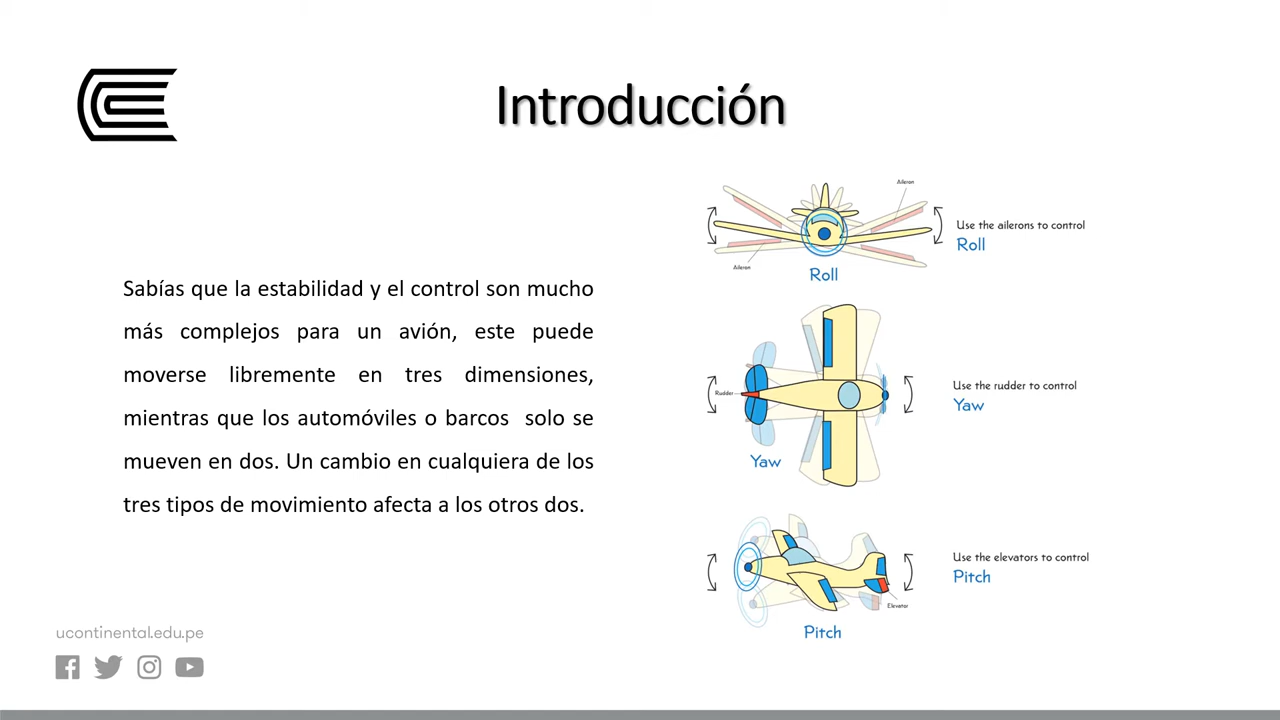 Introducción
Sabías que la estabilidad y el control son mucho
más complejos para un avión, este puede
moverse libremente en tres dimensiones,
mientras que los automóviles o barcos solo se
mueven en dos. Un cambio en cualquiera de los
tres tipos de movimiento afecta a los otros dos.
Aileron
Use the ailerons to control
Roll
Aileron
Roll
Use the rudder to control
Yaw
Rudder
Yaw
Use the elevators to control
Pitch
Elevator
Pitch
ucontinental.edu.pe